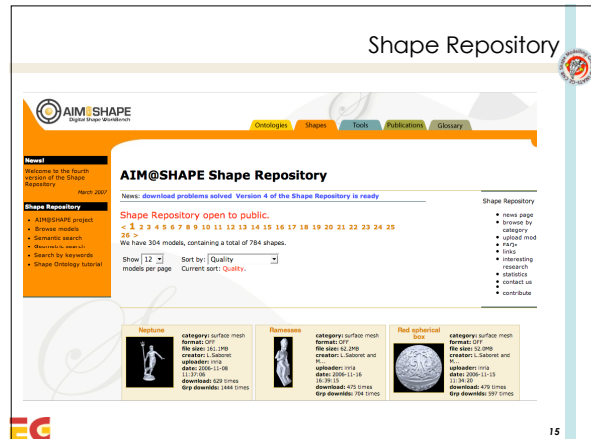 Shape Repository
AIM@SHAPE
Digital Shape WorkBench
Ontologies
Shapes
Tools
Publications
Glossary
News!
Welcome to the fourth
version of the Shape
Repository
March 2007
Shape Repository
AIM@SHAPE project
Browse models
Semantic search
Geometric search
Search by keywords
Shape Ontology tutorial
AIM@SHAPE Shape Repository
News: download problems solved Version 4 of the Shape Repository is ready
Shape Repository open to public.
< 1 2 3 4 5 6 7 8 9 10 11 12 13 14 15 16 17 18 19 20 21 22 23 24 25
26 >
We have 304 models, containing a total of 784 shapes.
Show 12 models per page
Sort by: Quality
Current sort: Quality.
Shape Repository
news page
browse by
category
upload mod
FAQs
links
interesting
research
statistics
contact us
contribute
Neptune
category: surface mesh
format: OFF
file size: 161.1MB
creator: L.Saboret
uploader: inria
date: 2006-11-08
11:37:06
download: 629 times
Grp downlds: 1444 times
Ramesses
category: surface mesh
format: OFF
file size: 62.2MB
creator: L.Saboret and
M...
uploader: inria
date: 2006-11-16
16:39:15
download: 475 times
Grp downlds: 704 times
Red spherical
box
category: surface mesh
format: OFF
file size: 52.0MB
creator: L.Saboret and
M...
uploader: inria
date: 2006-11-15
11:34:20
download: 479 times
Grp downlds: 597 times
EG
15